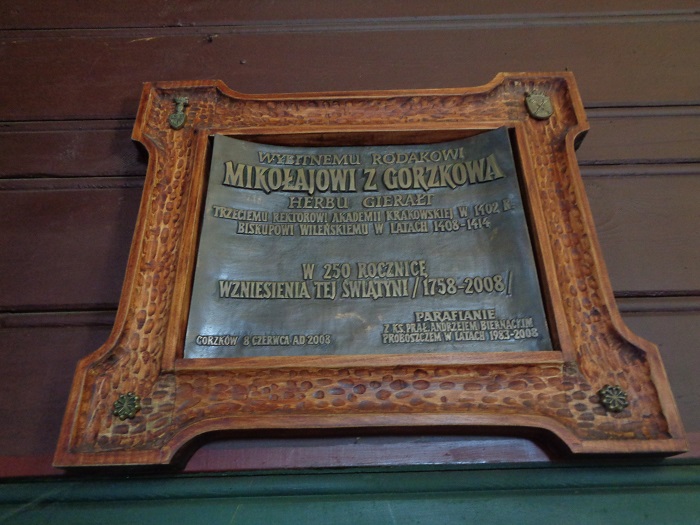 WYBITNEMU RODAKOWI
MIKOŁAJOWI Z GORZKOWA
HERBU GIERAŁT
TRZECIEMU REKTOROWI AKADEMII KRAKOWSKIEJ W 1402 R.
BISKUPOWI WILEŃSKIEMU W LATACH 1408-1414
W 250 ROCZNICĘ
WZNIESIENIA TEJ ŚWIĄTYNI /1758-2008/
PARAFIANIE
Z KS. PRAŁ. ANDRZEJEM BIERNACKIM
PROBOSZCZEM W LATACH 1983-2008
GORZKÓW 8 CZERWCA AD 2008